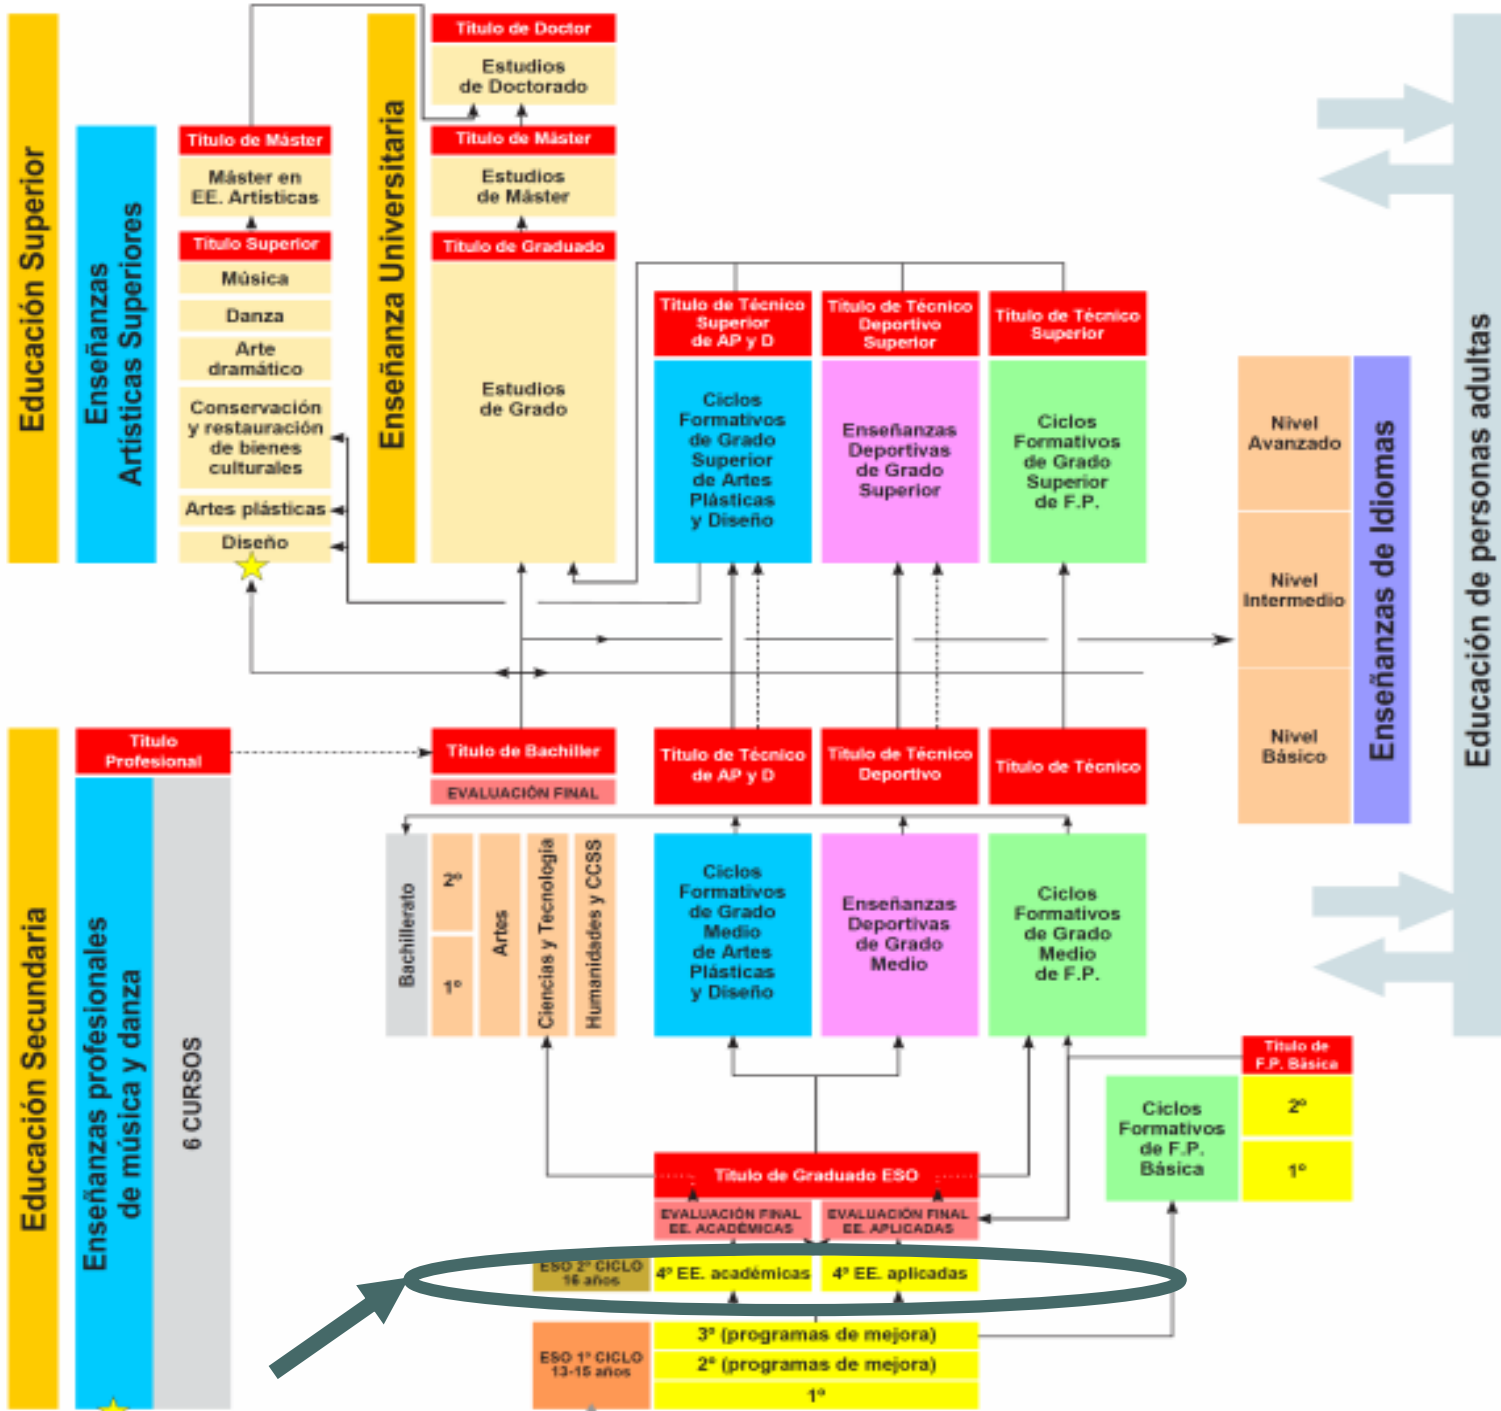 Educación Superior
Enseñanzas
Artísticas Superiores
Título de Máster
Máster en
EE. Artísticas
Título Superior
Música
Danza
Arte
dramático
Conservación
y restauración
de bienes
culturales
Artes plásticas
Diseño
Enseñanza Universitaria
Título de Doctor
Estudios
de Doctorado
Título de Máster
Estudios
de Máster
Título de Graduado
Estudios
de Grado
Título de Técnico
Superior
de AP y D
Ciclos
Formativos
de Grado
Superior
de Artes
Plásticas
y Diseño
Título de Técnico
Deportivo
Superior
Enseñanzas
Deportivas
de Grado
Superior
Título de Técnico
Superior
Ciclos
Formativos
de Grado
Superior
de F.P.
Nivel
Avanzado
Nivel
Intermedio
Nivel
Básico
Enseñanzas de Idiomas
Educación de personas adultas
Educación Secundaria
Título
Profesional
Enseñanzas profesionales
de música y danza
6 CURSOS
Título de Bachiller
EVALUACIÓN FINAL
Bachillerato
2º
1º
Artes
Ciencias y Tecnología
Humanidades y CCSS
Título de Técnico
de AP y D
Ciclos
Formativos
de Grado
Medio
de Artes
Plásticas
y Diseño
Título de Técnico
Deportivo
Enseñanzas
Deportivas
de Grado
Medio
Título de Técnico
Ciclos
Formativos
de Grado
Medio
de F.P.
Título de
F.P. Básica
Ciclos
Formativos
de F.P.
Básica
2º
1º
Título de Graduado ESO
EVALUACIÓN FINAL
EE. ACADÉMICAS
EVALUACIÓN FINAL
EE. APLICADAS
ESO 2º CICLO
16 años
4º EE. académicas
4º EE. aplicadas
ESO 1º CICLO
13-15 años
3º (programas de mejora)
2º (programas de mejora)
1º